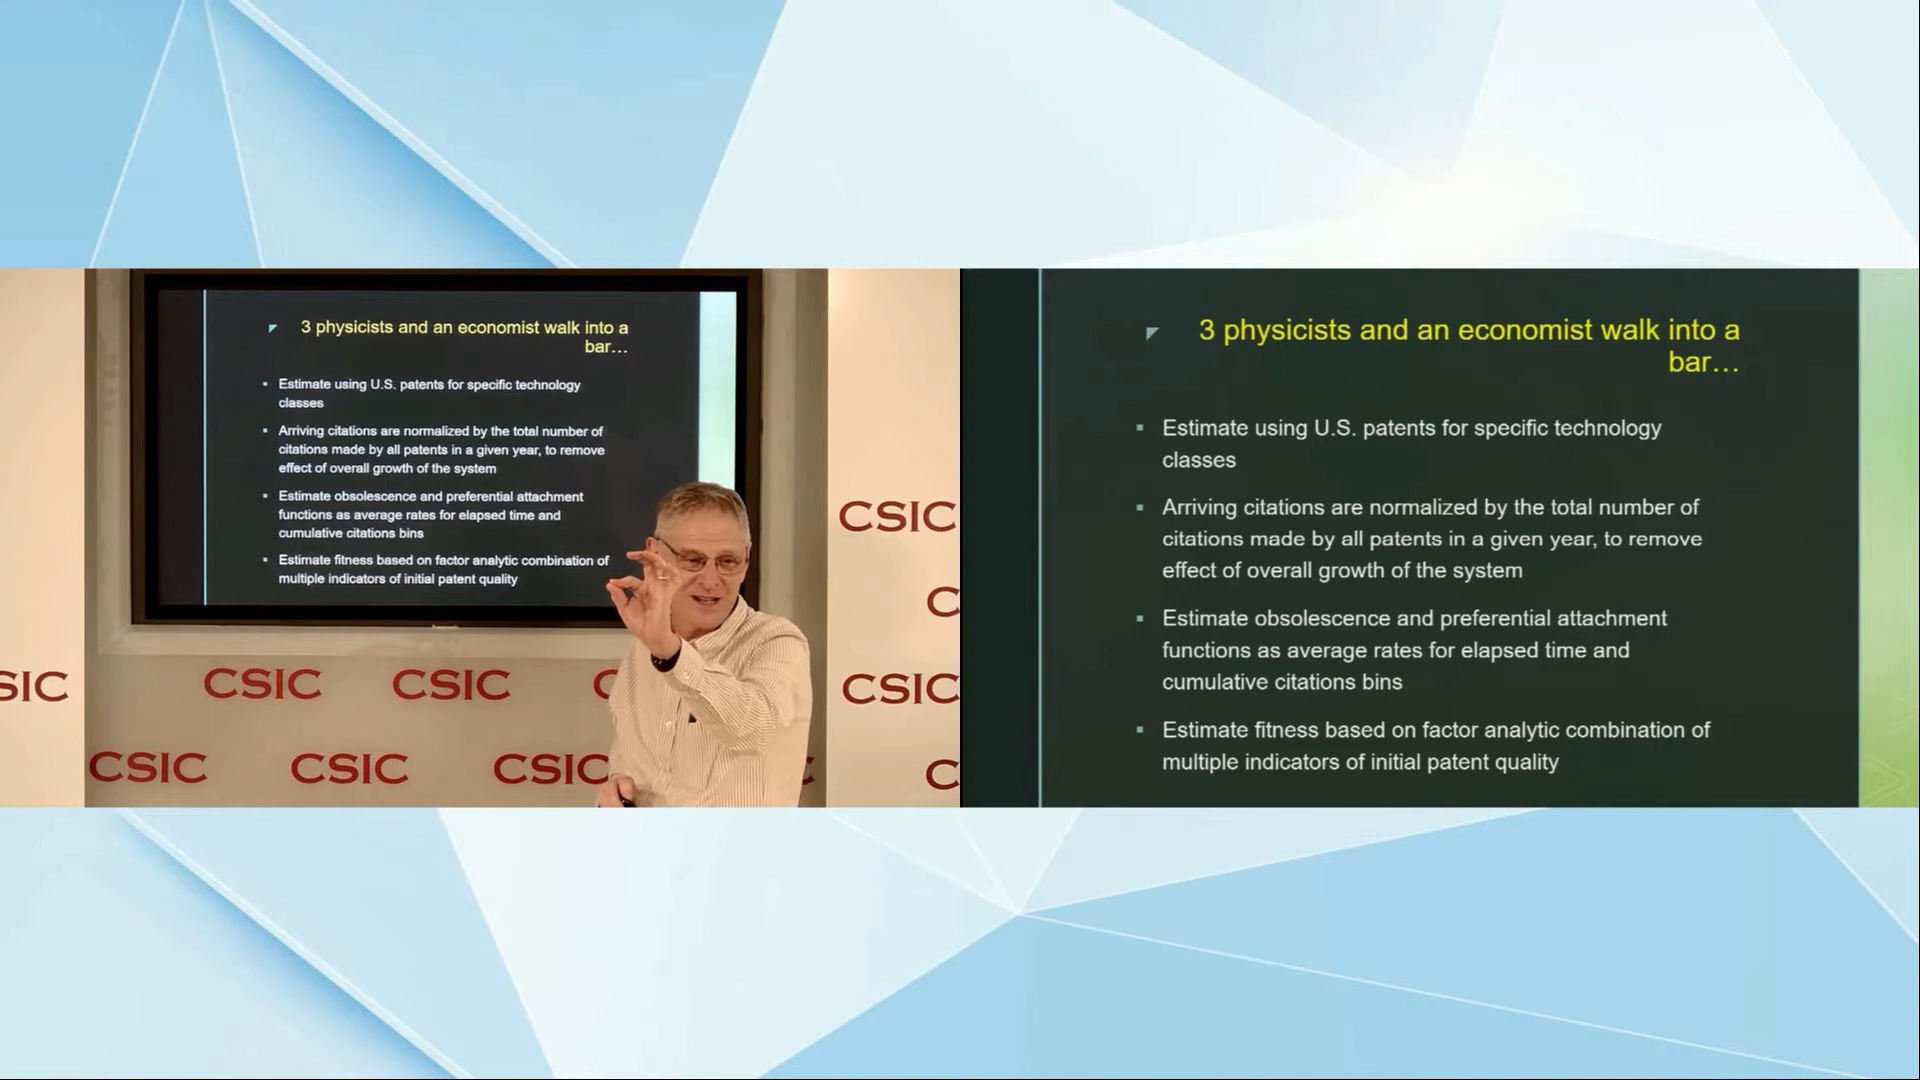 3 physicists and an economist walk into a
bar…
Estimate using U.S. patents for specific technology
classes
Arriving citations are normalized by the total number of
citations made by all patents in a given year, to remove
effect of overall growth of the system
Estimate obsolescence and preferential attachment
functions as average rates for elapsed time and
cumulative citations bins
Estimate fitness based on factor analytic combination of
multiple indicators of initial patent quality
CSIC
C
SIC
CSIC
CSIC
C
CSIC
CSIC
CSIC
CSIC
C
C
3 physicists and an economist walk into a
bar…
Estimate using U.S. patents for specific technology
classes
Arriving citations are normalized by the total number of
citations made by all patents in a given year, to remove
effect of overall growth of the system
Estimate obsolescence and preferential attachment
functions as average rates for elapsed time and
cumulative citations bins
Estimate fitness based on factor analytic combination of
multiple indicators of initial patent quality